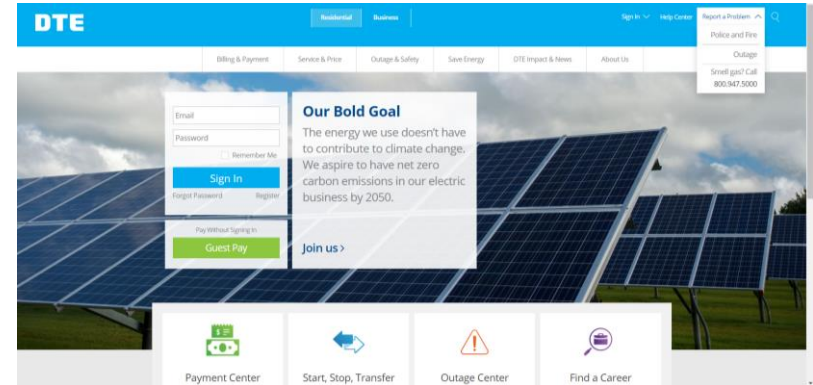 DTE
Residential Business
Sign In Help Center Report a Problem
Police and Fire
Outage
Smell gas? Call
800.947.5000
Billing & Payment Service & Price Outage & Safety Save Energy DTE Impact & News About Us
Email
Password
Remember Me
Sign In
Forgot Password Register
Pay Without Signing In
Guest Pay
Our Bold Goal
The energy we use doesn't have
to contribute to climate change.
We aspire to have net zero
carbon emissions in our electric
business by 2050.
Join us >
Payment Center Start, Stop, Transfer Outage Center Find a Career